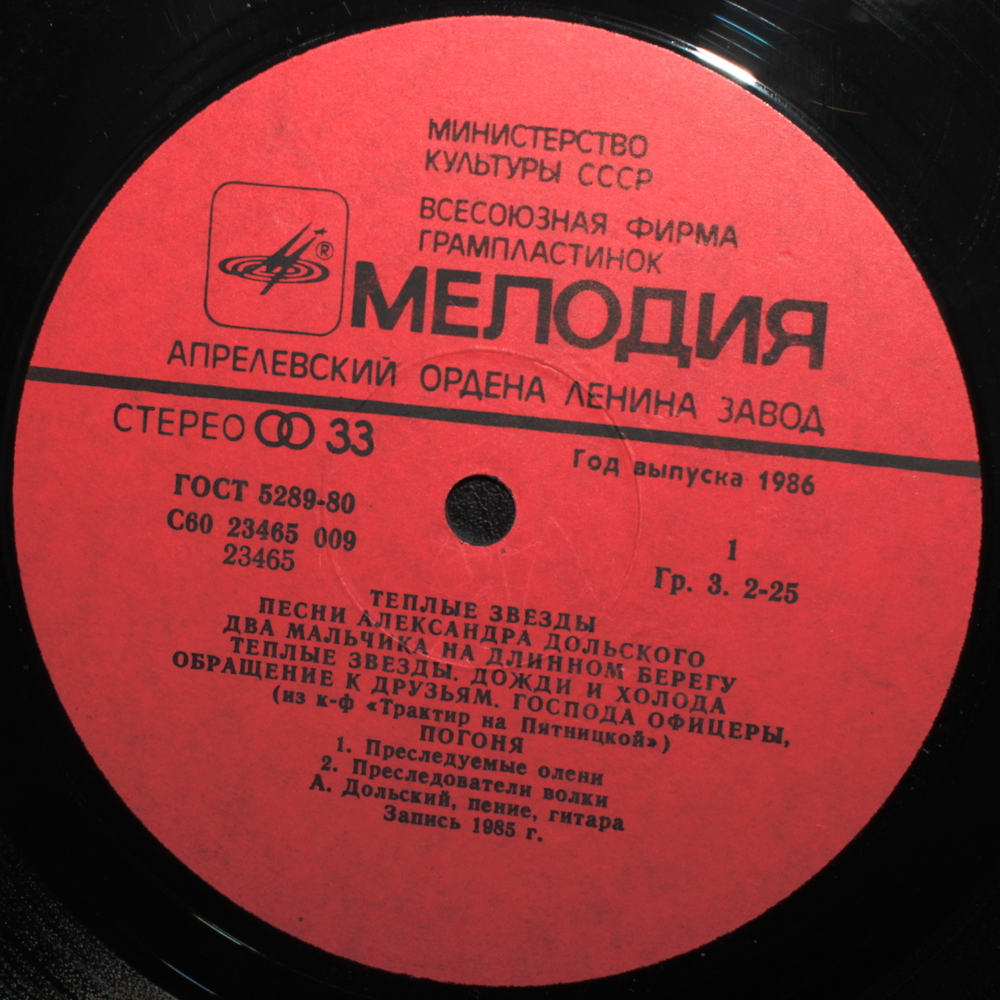 МИНИСТЕРСТВО
КУЛЬТУРЫ СССР
ВСЕСОЮЗНАЯ ФИРМА
ГРАМПЛАСТИНОК
®
МЕЛОДИЯ
АПРЕЛЕВСКИЙ ОРДЕНА ЛЕНИНА ЗАВОД
СТЕРЕО 33
Год выпуска 1986
ГОСТ 5289-80
С60 23465 009
23465
1
Гр. 3. 2-25
ТЕПЛЫЕ ЗВЕЗДЫ
ПЕСНИ АЛЕКСАНДРА ДОЛЬСКОГО
ДВА МАЛЬЧИКА НА ДЛИННОМ БЕРЕГУ
ТЕПЛЫЕ ЗВЕЗДЫ. ДОЖДИ И ХОЛОДА
ОБРАЩЕНИЕ К ДРУЗЬЯМ. ГОСПОДА ОФИЦЕРЫ,
(из к-ф «Трактир на Пятницкой»)
ПОГОНЯ
1. Преследуемые олени
2. Преследователи волки
А. Дольский, пение, гитара
Запись 1985 г.